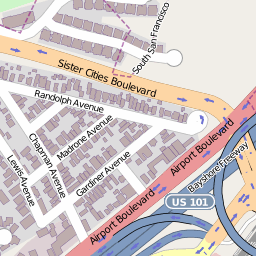 South San Francisco
Sister Cities Boulevard
Randolph Avenue
Madrone Avenue
Airport Boulevard
Chapman Avenue
Gardiner Avenue
Lewis Avenue
Bayshore Freeway
US 101
Airport Boulevard